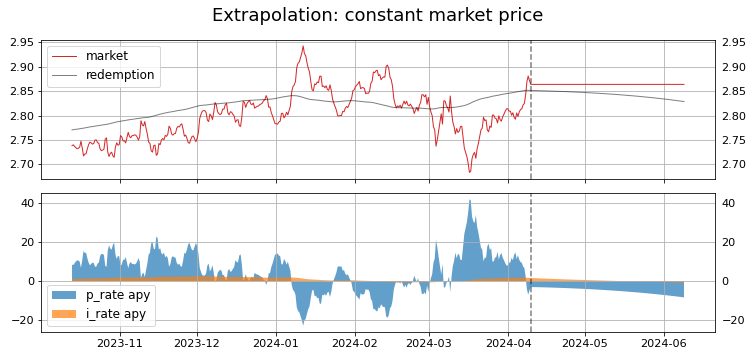 Extrapolation: constant market price
2.95 2.95
market
2.90 2.90
redemption
2.85 2.85
2.80 2.80
2.75 2.75
2.70 2.70
40 40
20 20
0 0
p_rate apy
i_rate apy
−20 −20
2023-11 2023-12 2024-01 2024-02 2024-03 2024-04 2024-05 2024-06